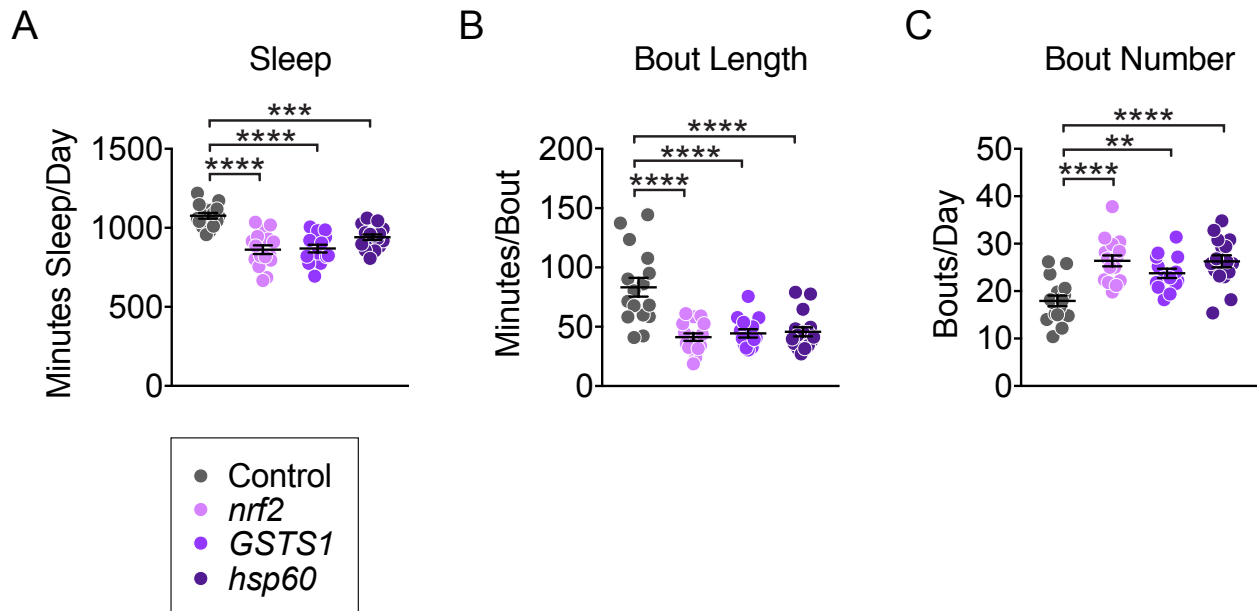 A
Sleep
Minutes Sleep/Day
1500
1000
500
0
***
****
****
B
Bout Length
Minutes/Bout
200
150
100
50
0
****
****
****
C
Bout Number
Bouts/Day
50
40
30
20
10
0
****
**
****
Control
nrf2
GSTS1
hsp60